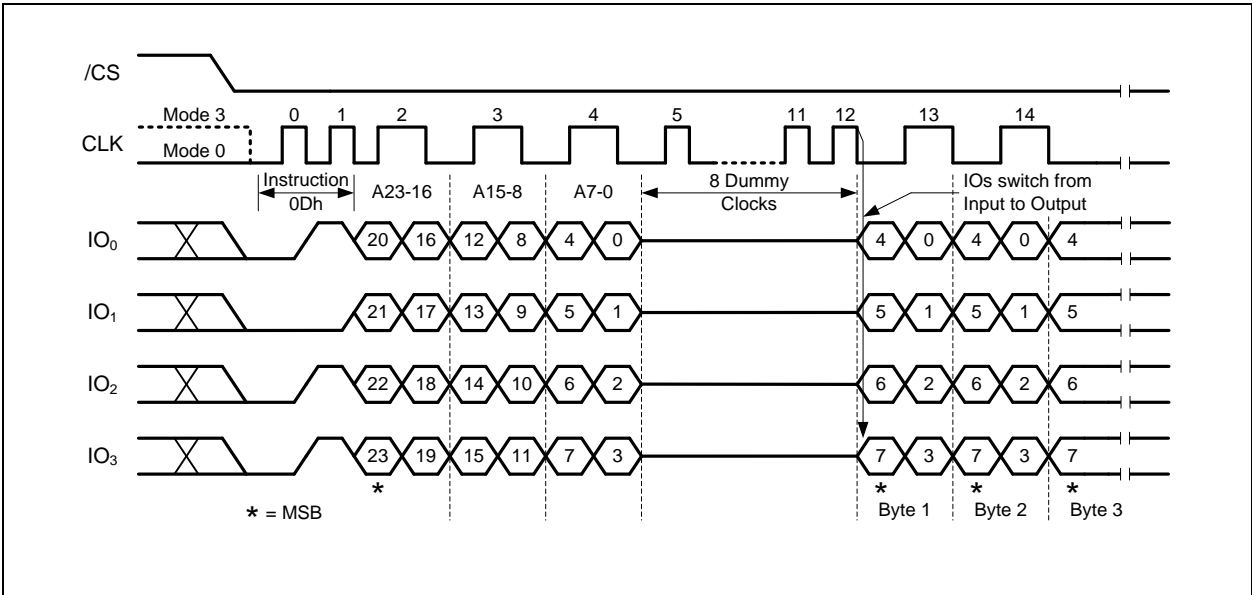 /CS
Mode 3 0 1 2 3 4 5 11 12 13 14
CLK
Mode 0
Instruction A23-16 A15-8 A7-0 8 Dummy IOs switch from
0Dh Clocks Input to Output
IO₀ 20 16 12 8 4 0 4 0 4 0 4
IO₁ 21 17 13 9 5 1 5 1 5 1 5
IO₂ 22 18 14 10 6 2 6 2 6 2 6
IO₃ 23 19 15 11 7 3 7 3 7 3 7
* * * *
* = MSB Byte 1 Byte 2 Byte 3